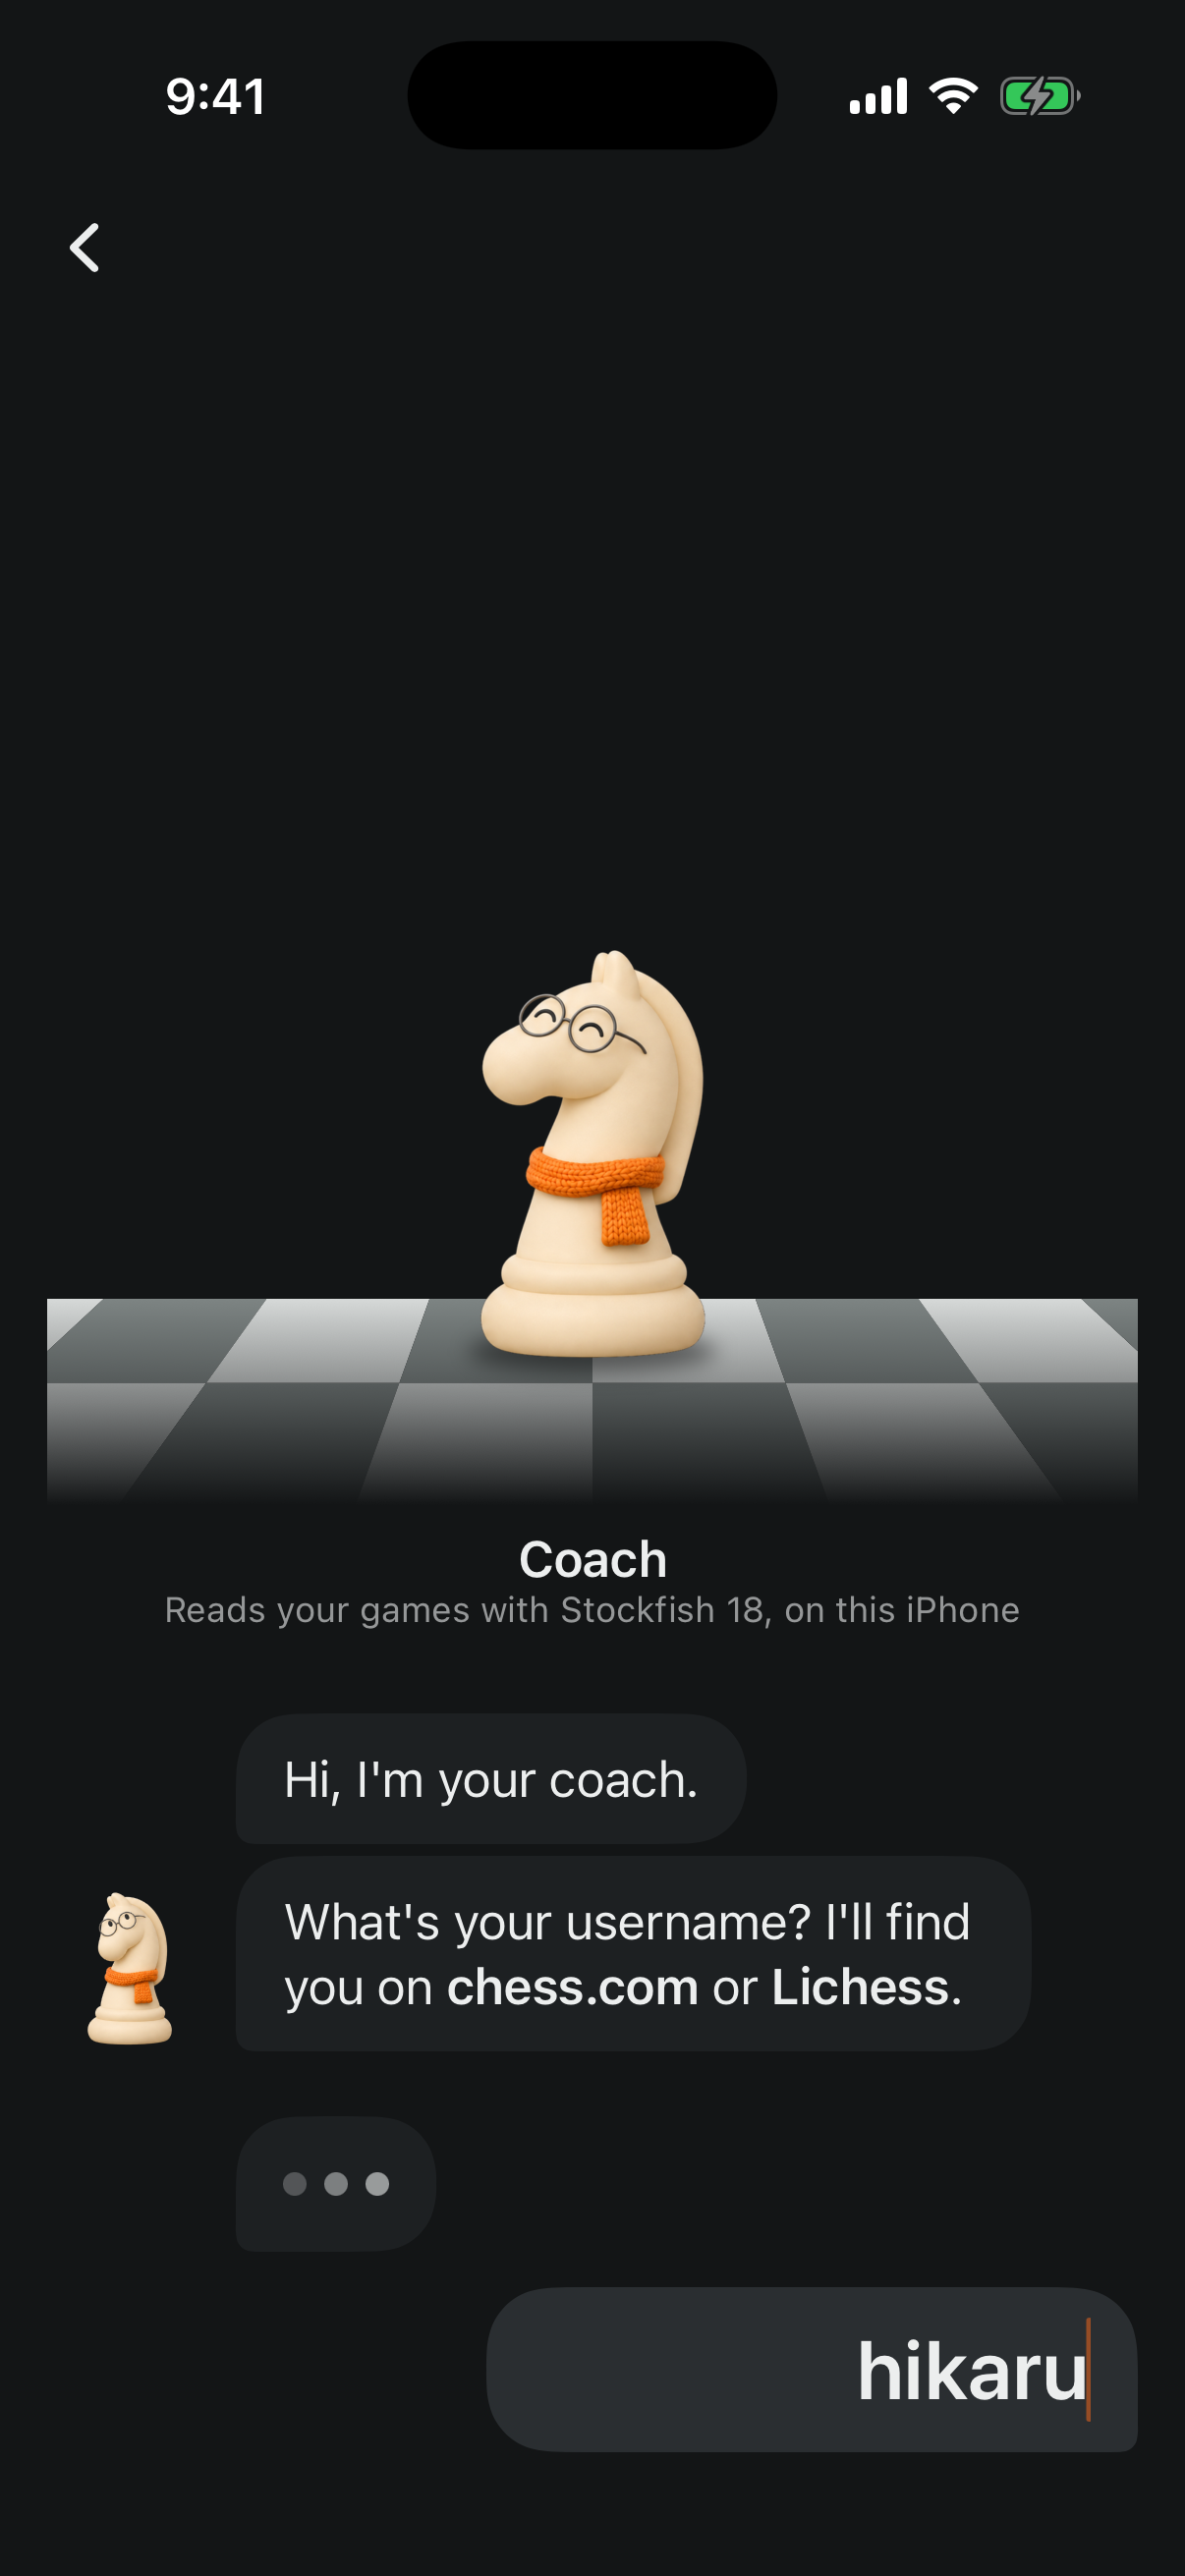 9:41
Coach
Reads your games with Stockfish 18, on this iPhone
Hi, I'm your coach.
What's your username? I'll find
you on chess.com or Lichess.
hikaru